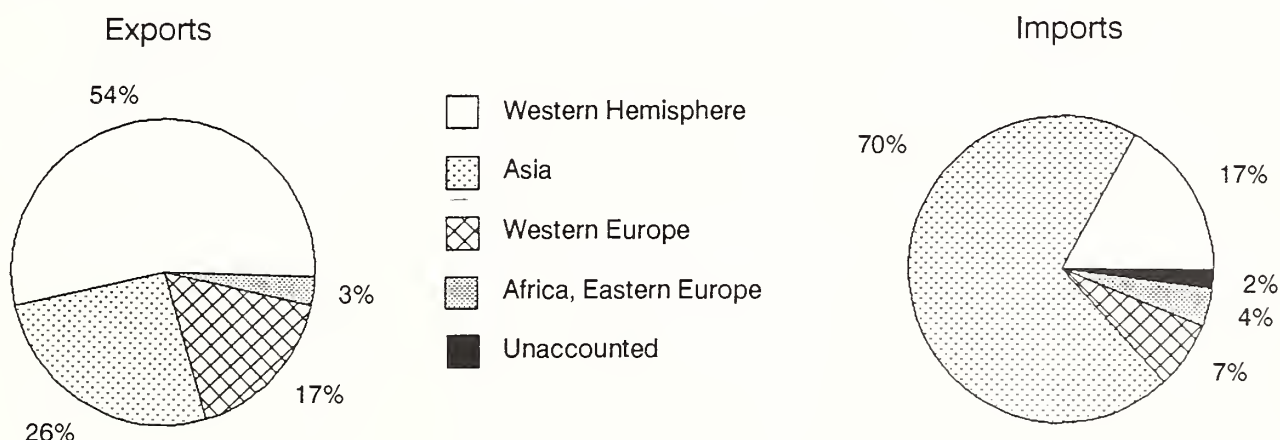 Exports
54%
3%
17%
26%
Western Hemisphere
Asia
Western Europe
Africa, Eastern Europe
Unaccounted
Imports
70%
17%
2%
4%
7%